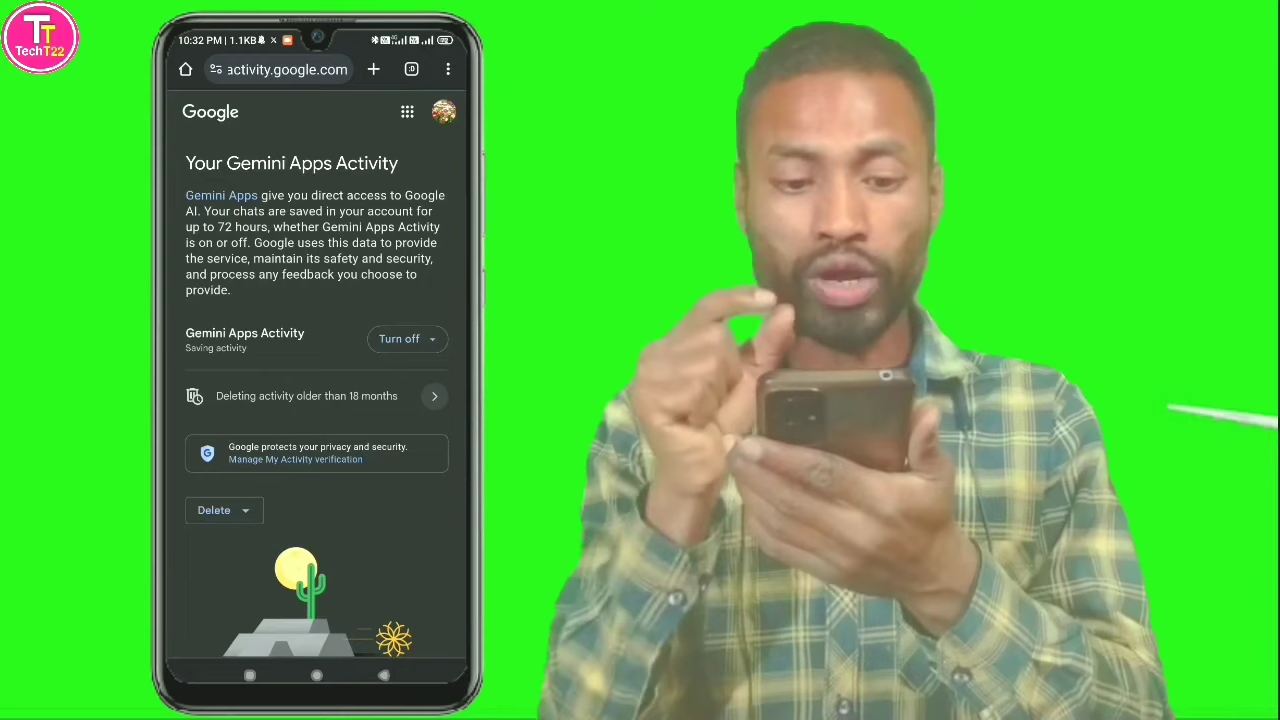 TT
TechT22
10:32 PM | 1.1KB
activity.google.com
Google
Your Gemini Apps Activity
Gemini Apps give you direct access to Google
AI. Your chats are saved in your account for
up to 72 hours, whether Gemini Apps Activity
is on or off. Google uses this data to provide
the service, maintain its safety and security,
and process any feedback you choose to
provide.
Gemini Apps Activity
Saving activity
Turn off
Deleting activity older than 18 months
Google protects your privacy and security.
Manage My Activity verification
Delete